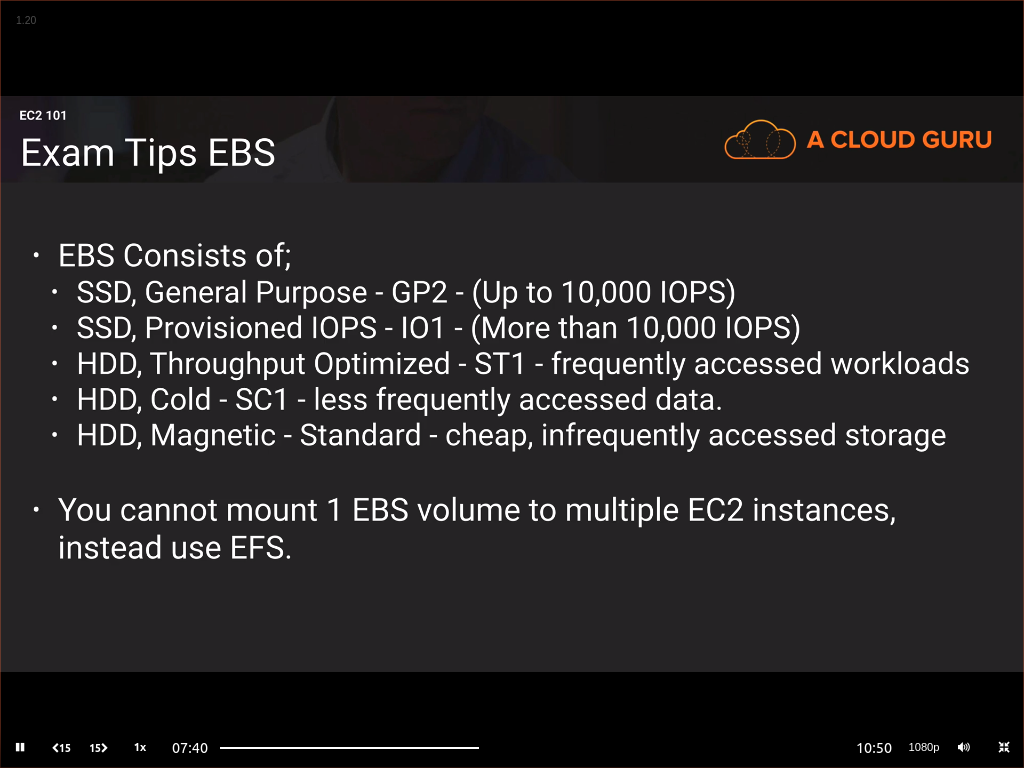 1.20
EC2 101
Exam Tips EBS
A CLOUD GURU
• EBS Consists of;
• SSD, General Purpose - GP2 - (Up to 10,000 IOPS)
• SSD, Provisioned IOPS - IO1 - (More than 10,000 IOPS)
• HDD, Throughput Optimized - ST1 - frequently accessed workloads
• HDD, Cold - SC1 - less frequently accessed data.
• HDD, Magnetic - Standard - cheap, infrequently accessed storage
• You cannot mount 1 EBS volume to multiple EC2 instances,
instead use EFS.
15 15 1x 07:40 10:50 1080p